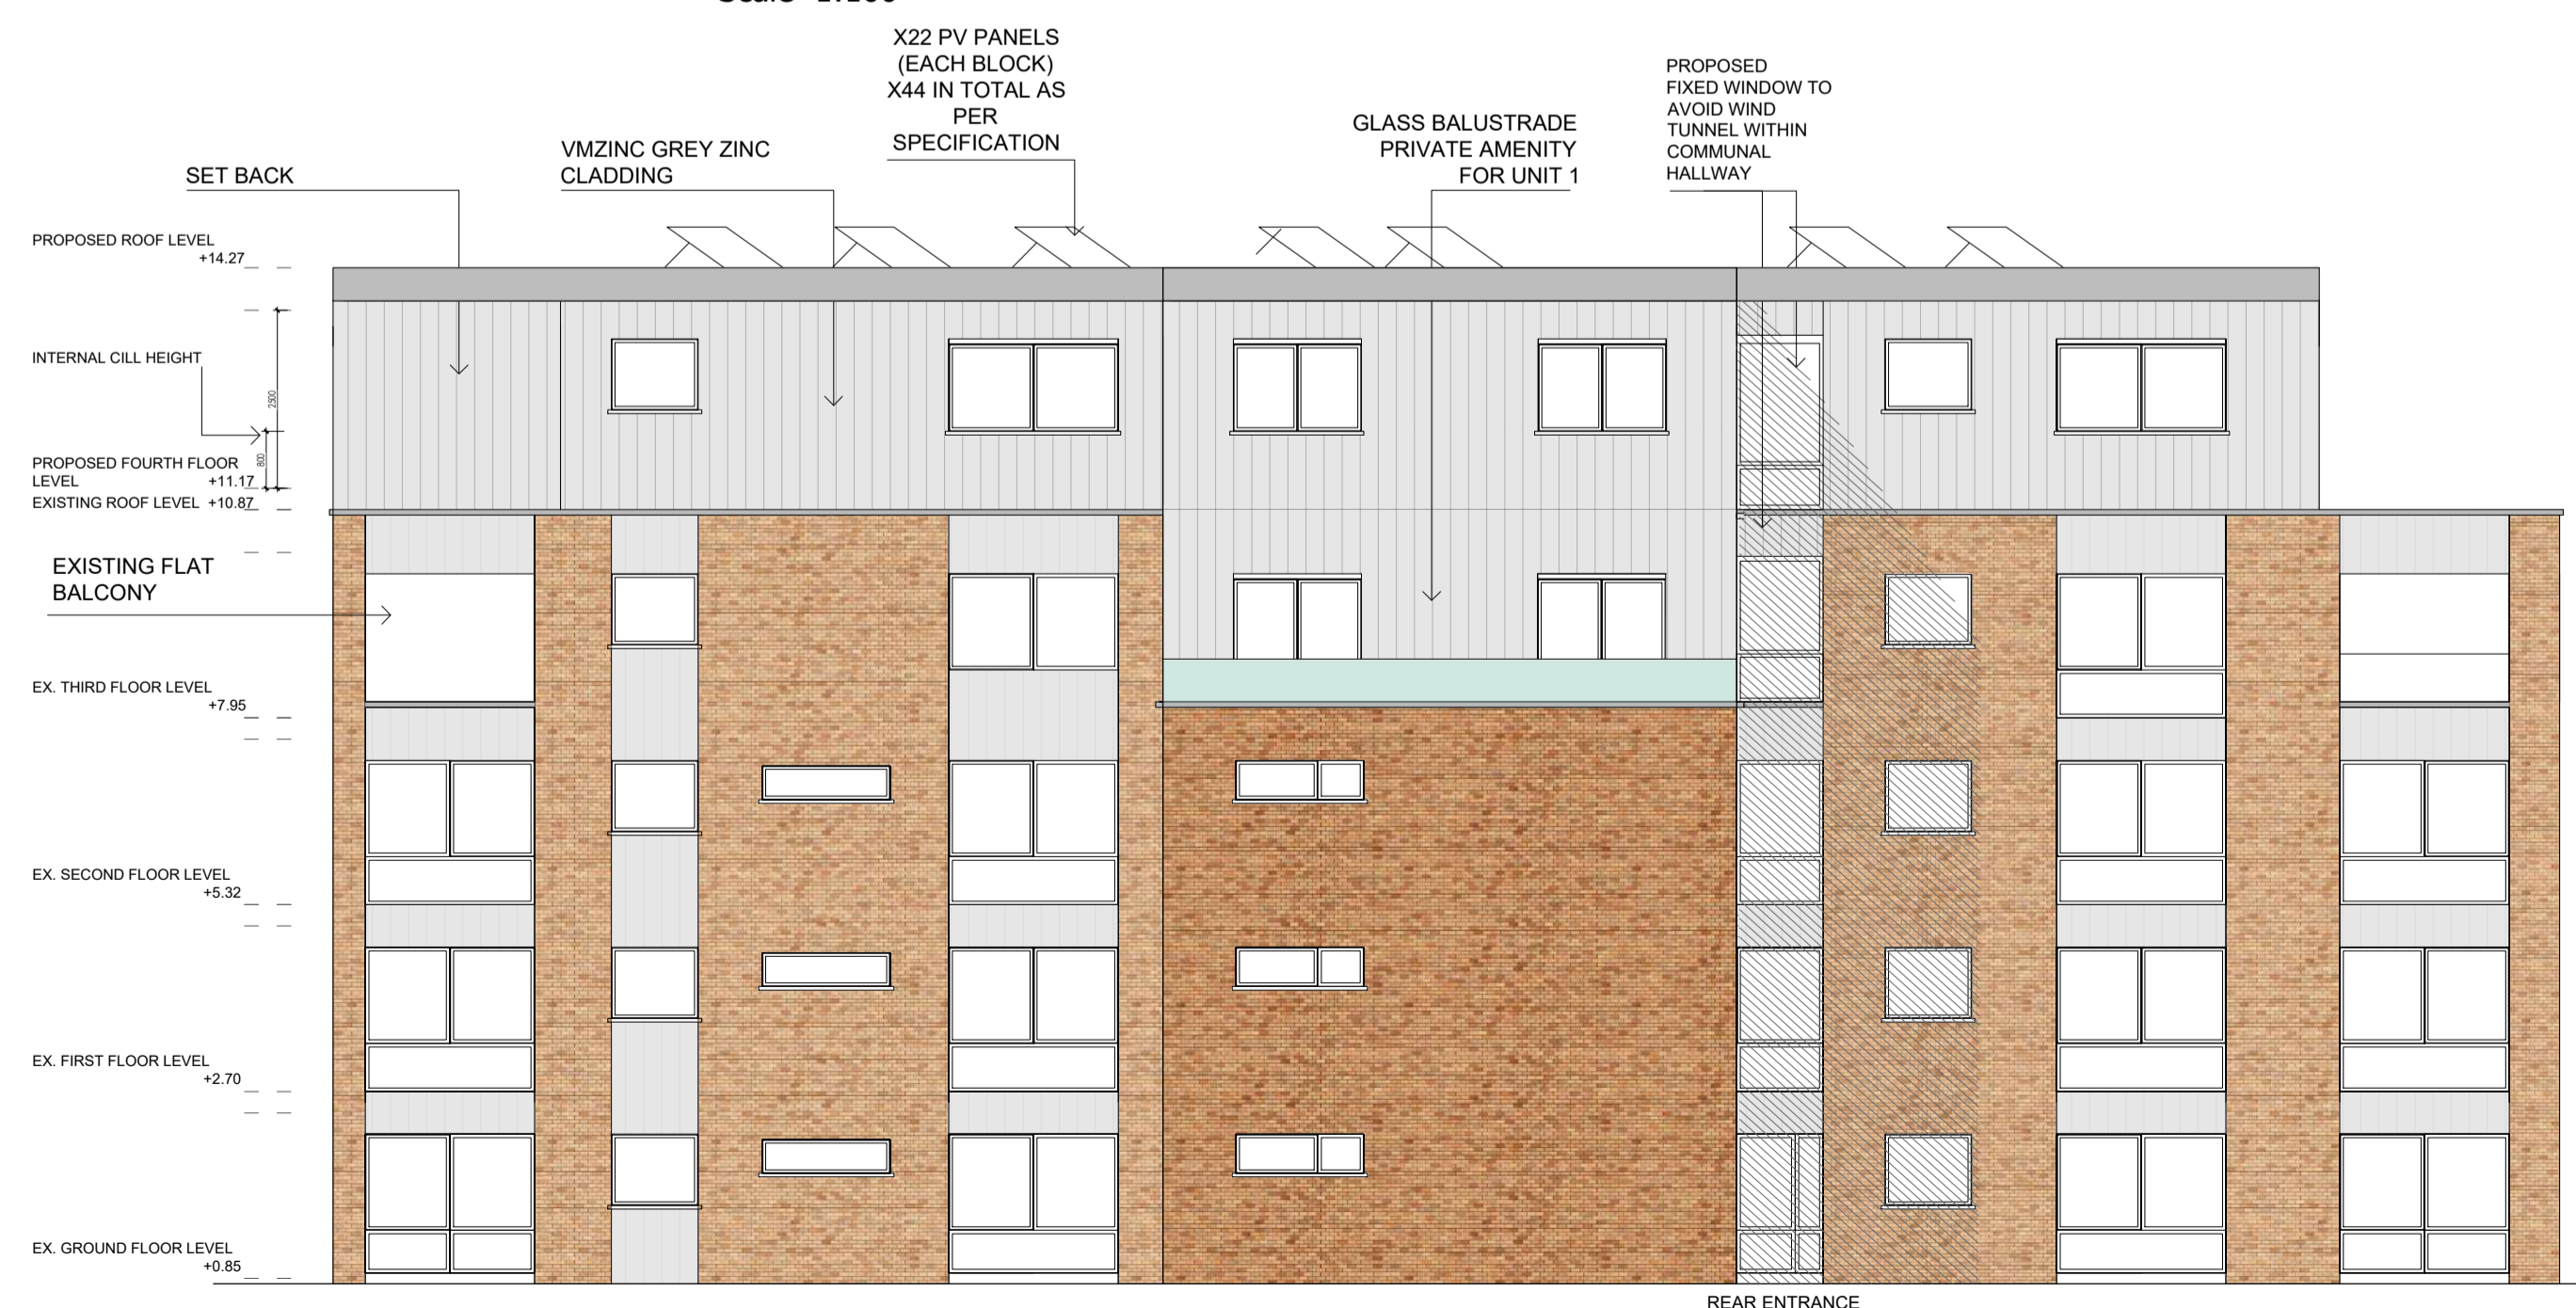 X22 PV PANELS
(EACH BLOCK)
X44 IN TOTAL AS
PER
SPECIFICATION
PROPOSED
FIXED WINDOW TO
AVOID WIND
TUNNEL WITHIN
COMMUNAL
HALLWAY
GLASS BALUSTRADE
PRIVATE AMENITY
FOR UNIT 1
VMZINC GREY ZINC
CLADDING
SET BACK
PROPOSED ROOF LEVEL
+14.27
INTERNAL CILL HEIGHT
2500
800
PROPOSED FOURTH FLOOR
LEVEL +11.17
EXISTING ROOF LEVEL +10.87
EXISTING FLAT
BALCONY
EX. THIRD FLOOR LEVEL
+7.95
EX. SECOND FLOOR LEVEL
+5.32
EX. FIRST FLOOR LEVEL
+2.70
EX. GROUND FLOOR LEVEL
+0.85
REAR ENTRANCE